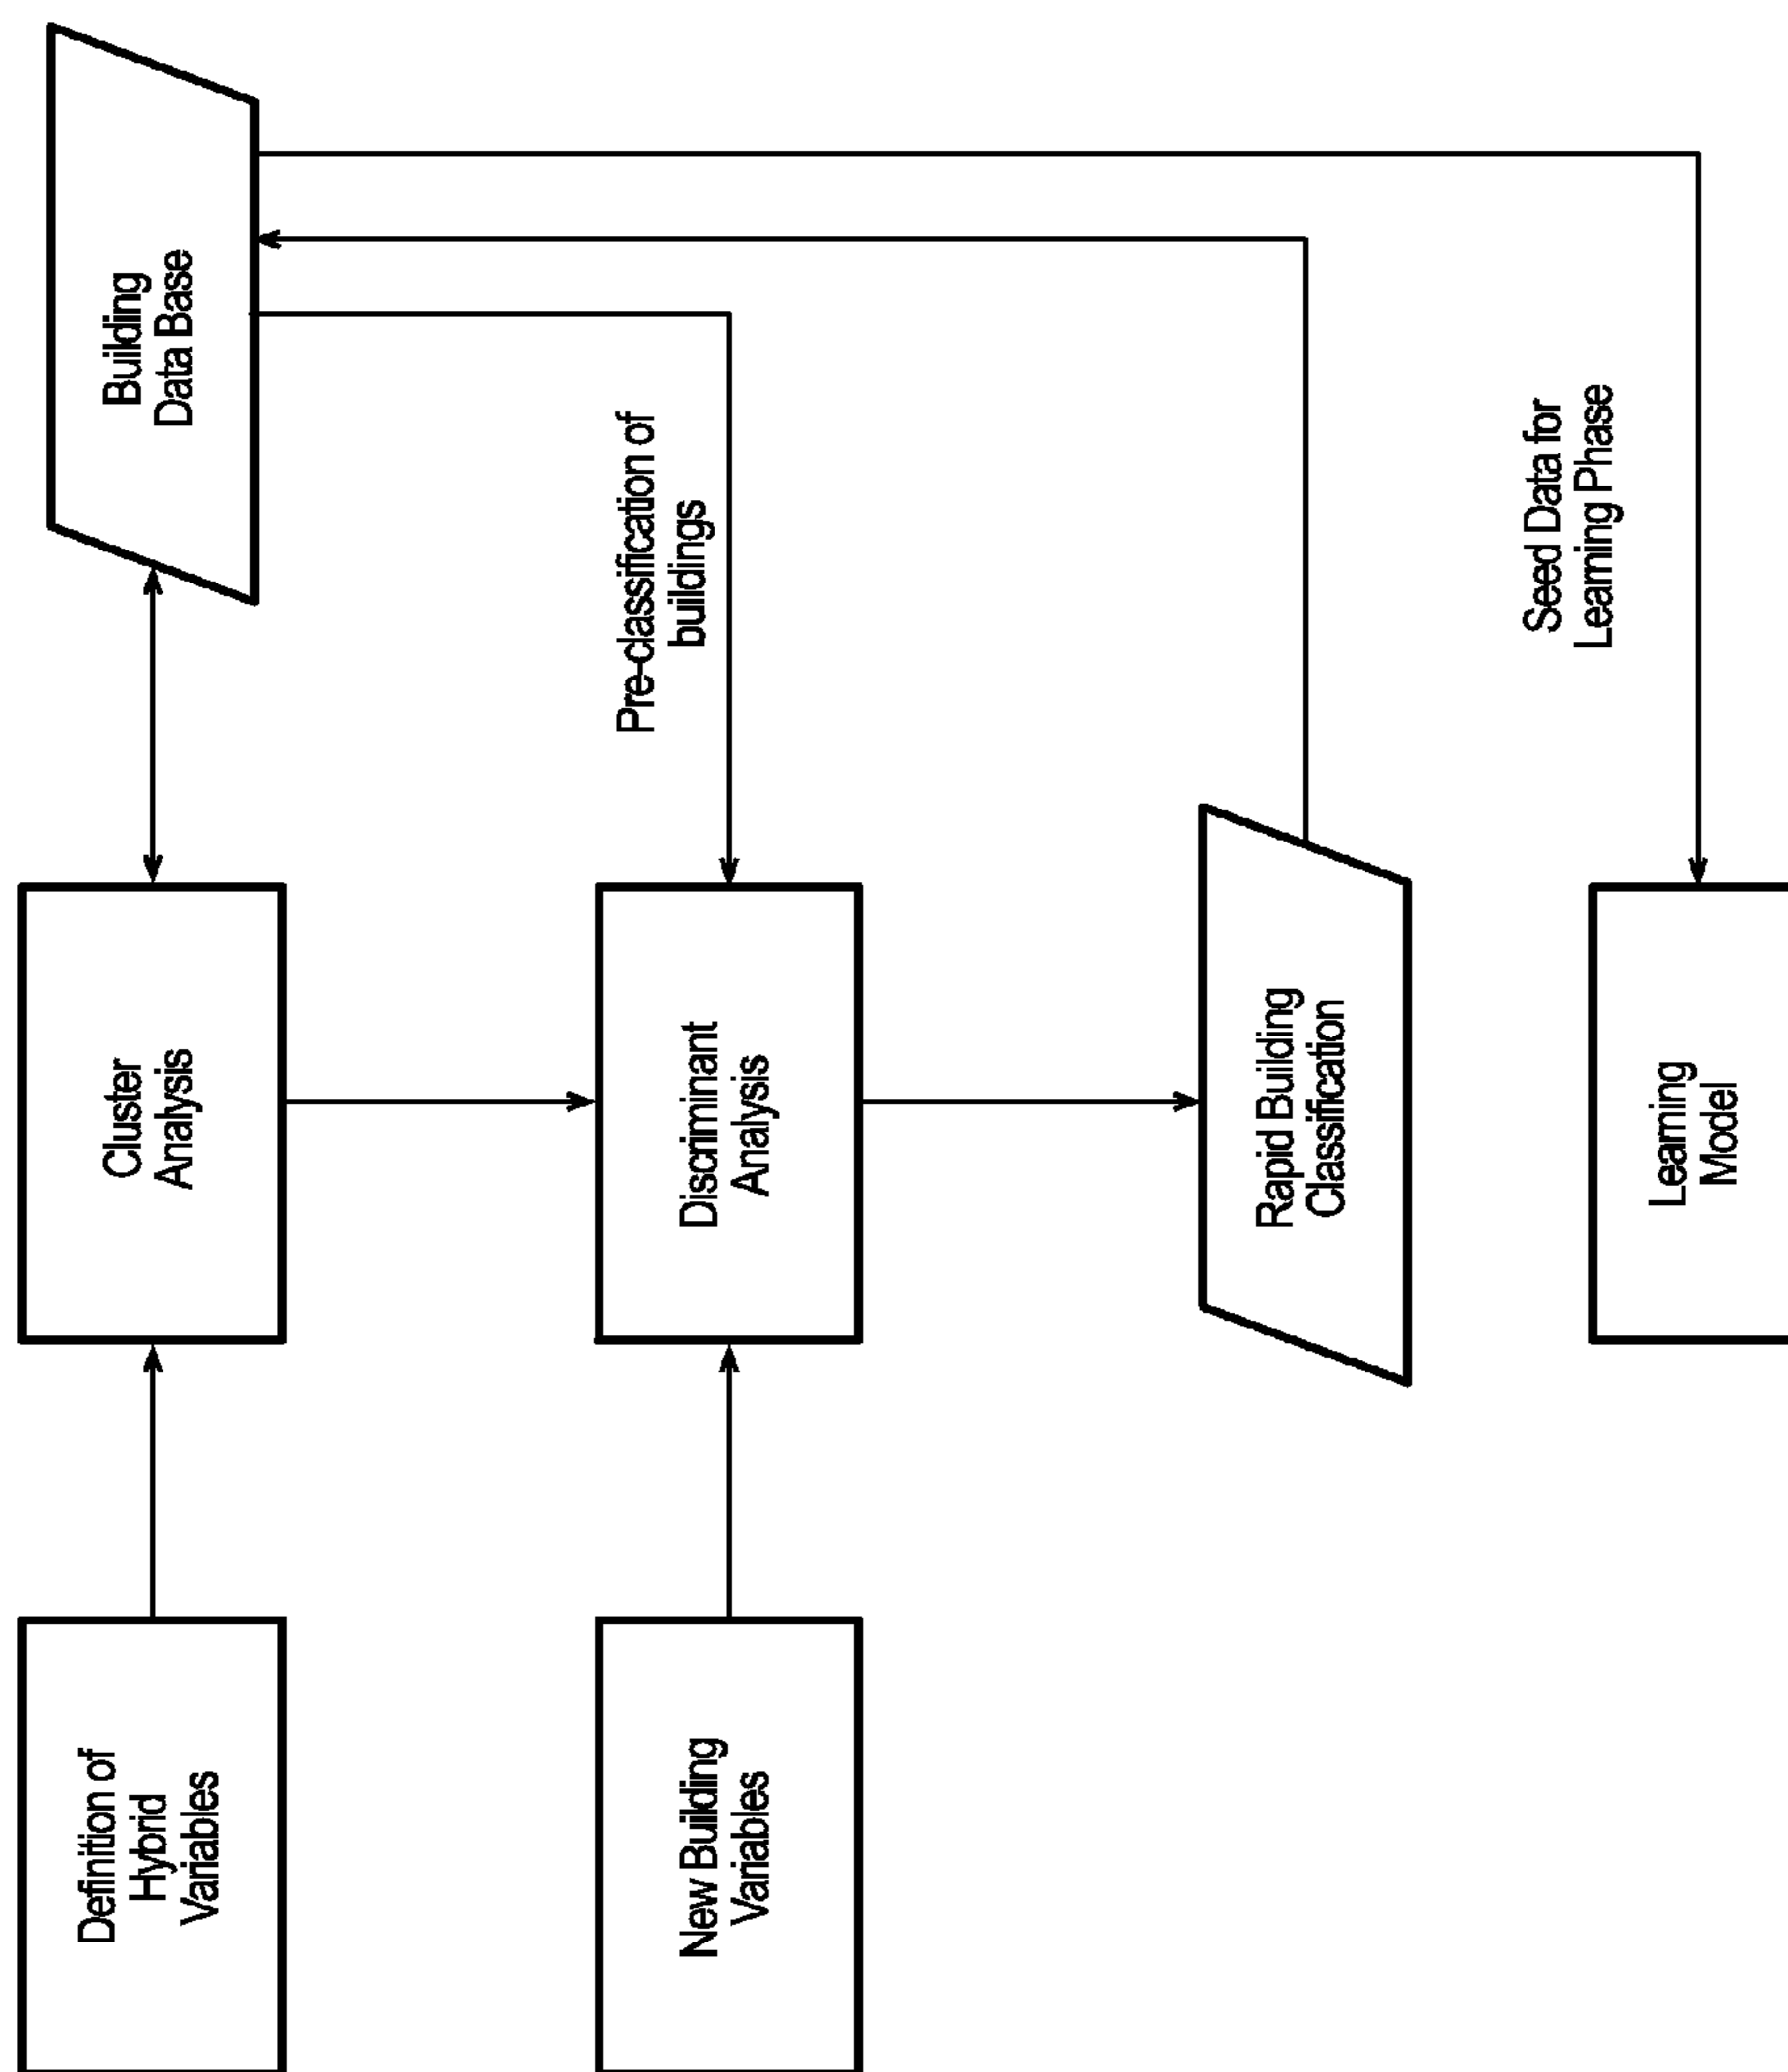 Definition of
Hybrid
Variables
Cluster
Analysis
Building
Data Base
Pre-classification of
buildings
New Building
Variables
Discriminant
Analysis
Rapid Building
Classification
Seed Data for
Learning Phase
Learning
Model